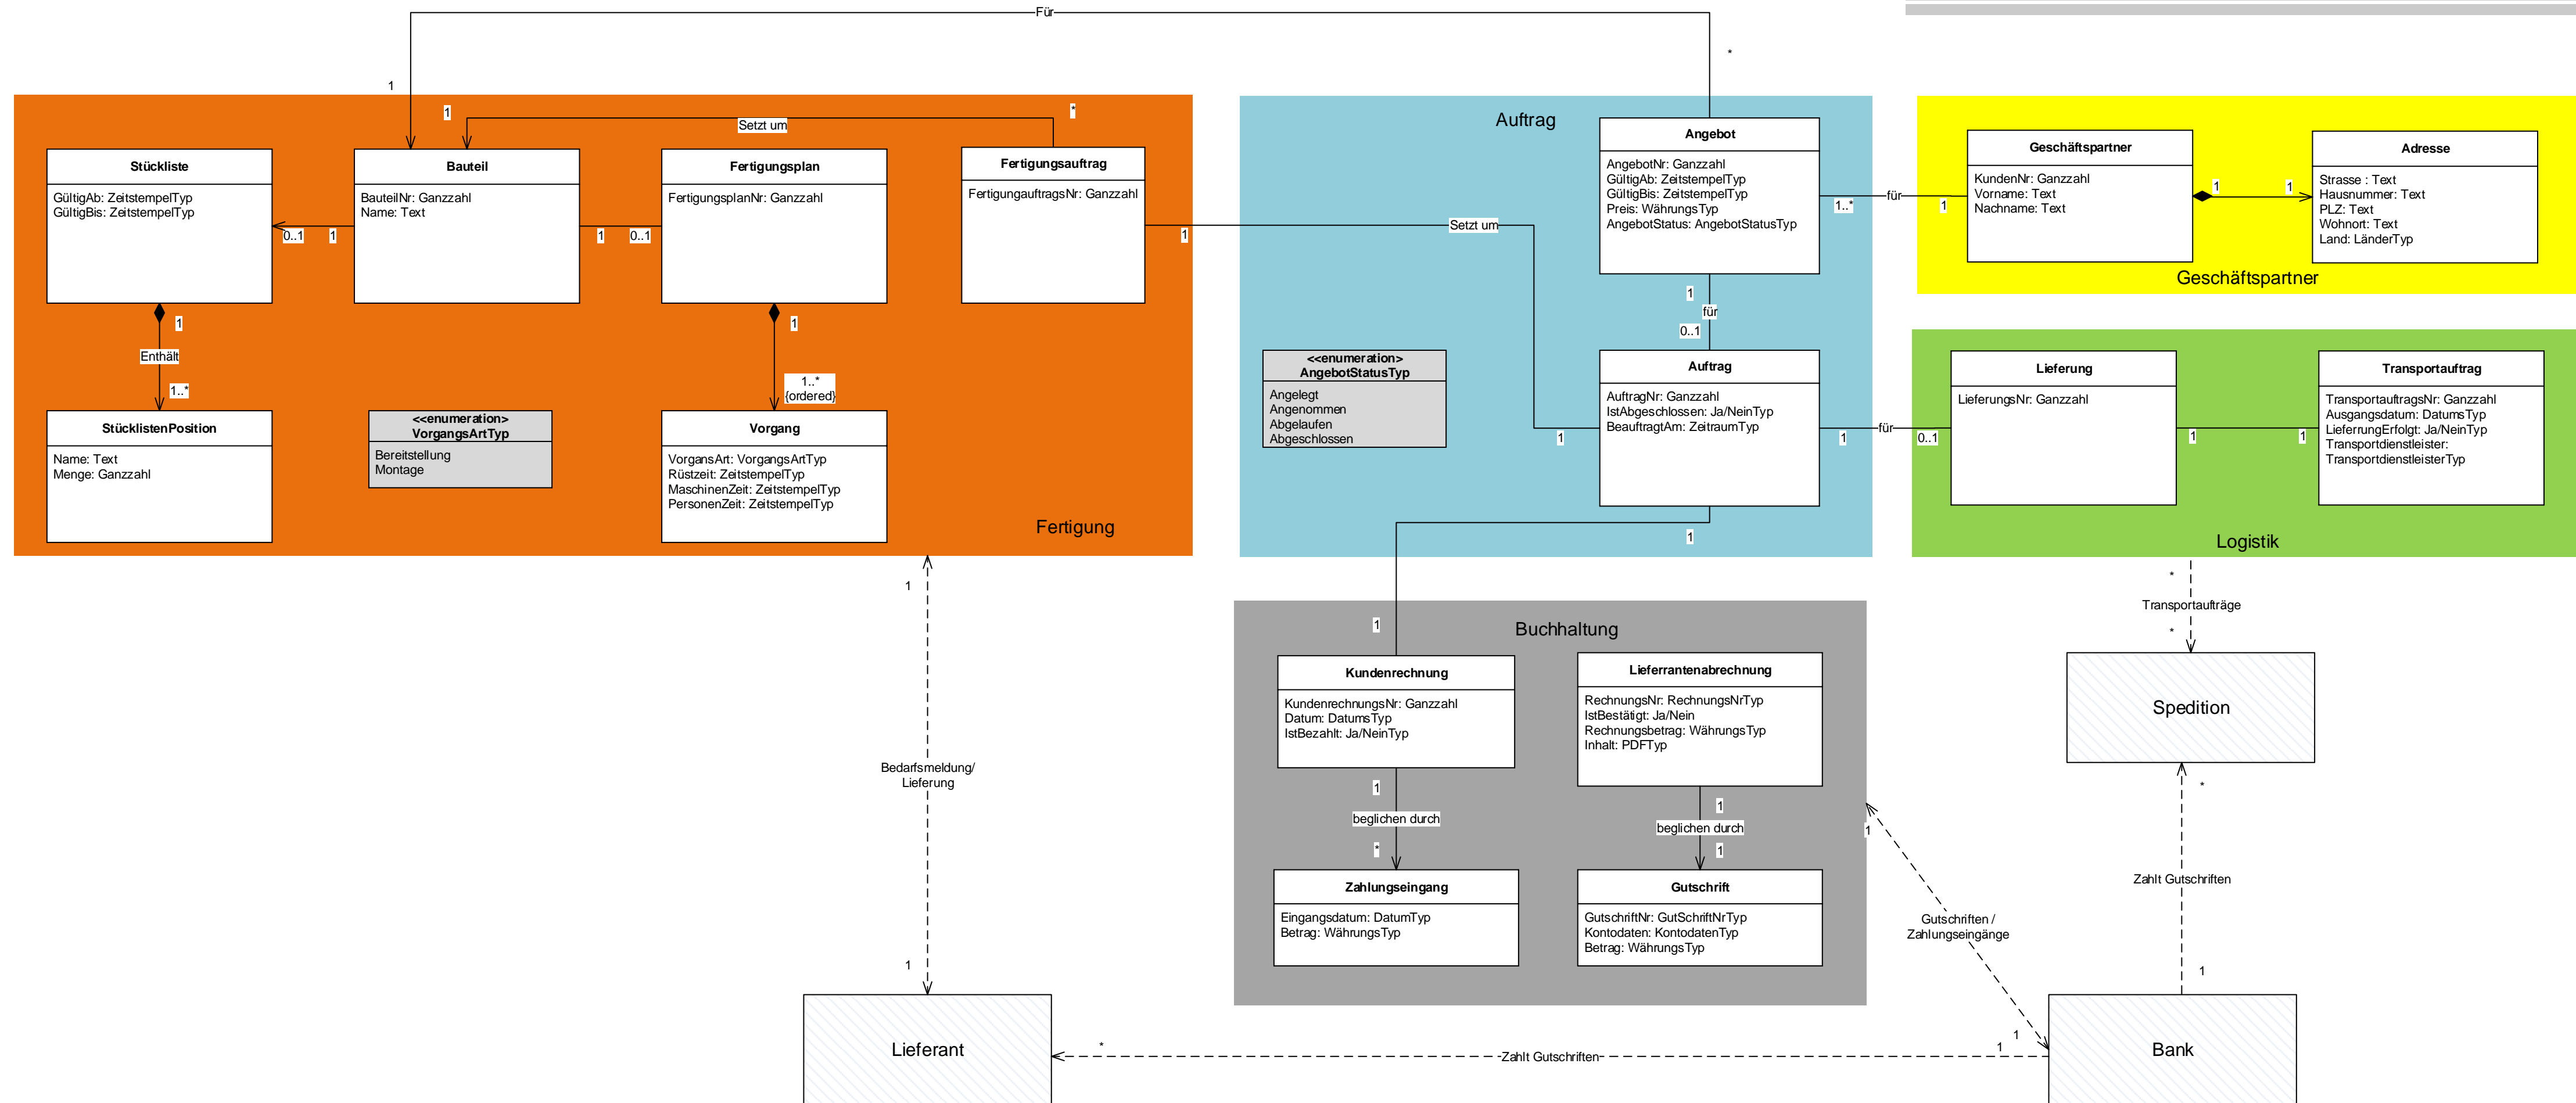 Für
*
1
Fertigung
1
Setzt um
*
Stückliste
GültigAb: ZeitstempelTyp
GültigBis: ZeitstempelTyp
0..1
1
Bauteil
BauteilNr: Ganzzahl
Name: Text
1
0..1
Fertigungsplan
FertigungsplanNr: Ganzzahl
Fertigungsauftrag
FertigungauftragsNr: Ganzzahl
1
Setzt um
1
1
Enthält
1..*
1
1..*
{ordered}
StücklistenPosition
Name: Text
Menge: Ganzzahl
<<enumeration>
VorgangsArtTyp
Bereitstellung
Montage
Vorgang
VorgansArt: VorgangsArtTyp
Rüstzeit: ZeitstempelTyp
MaschinenZeit: ZeitstempelTyp
PersonenZeit: ZeitstempelTyp
Auftrag
Angebot
AngebotNr: Ganzzahl
GültigAb: ZeitstempelTyp
GültigBis: ZeitstempelTyp
Preis: WährungsTyp
AngebotStatus: AngebotStatusTyp
1..*
für
1
1
für
0..1
<<enumeration>
AngebotStatusTyp
Angelegt
Angenommen
Abgelaufen
Abgeschlossen
Auftrag
AuftragNr: Ganzzahl
IstAbgeschlossen: Ja/NeinTyp
BeauftragtAm: ZeitraumTyp
1
für
0..1
1
Geschäftspartner
KundenNr: Ganzzahl
Vorname: Text
Nachname: Text
1
1
Adresse
Strasse : Text
Hausnummer: Text
PLZ: Text
Wohnort: Text
Land: LänderTyp
Geschäftspartner
Lieferung
LieferungsNr: Ganzzahl
1
1
Transportauftrag
TransportauftragsNr: Ganzzahl
Ausgangsdatum: DatumsTyp
LieferrungErfolgt: Ja/NeinTyp
Transportdienstleister:
TransportdienstleisterTyp
Logistik
*
Transportaufträge
*
Spedition
1
Buchhaltung
Kundenrechnung
KundenrechnungsNr: Ganzzahl
Datum: DatumsTyp
IstBezahlt: Ja/NeinTyp
1
beglichen durch
*
Zahlungseingang
Eingangsdatum: DatumTyp
Betrag: WährungsTyp
Lieferrantenabrechnung
RechnungsNr: RechnungsNrTyp
IstBestätigt: Ja/Nein
Rechnungsbetrag: WährungsTyp
Inhalt: PDFTyp
1
beglichen durch
1
Gutschrift
GutschriftNr: GutSchriftNrTyp
Kontodaten: KontodatenTyp
Betrag: WährungsTyp
1
Gutschriften /
Zahlungseingänge
1
*
Zahlt Gutschriften
1
1
Bedarfsmeldung/
Lieferung
1
Lieferant
*
Zahlt Gutschriften
1
Bank